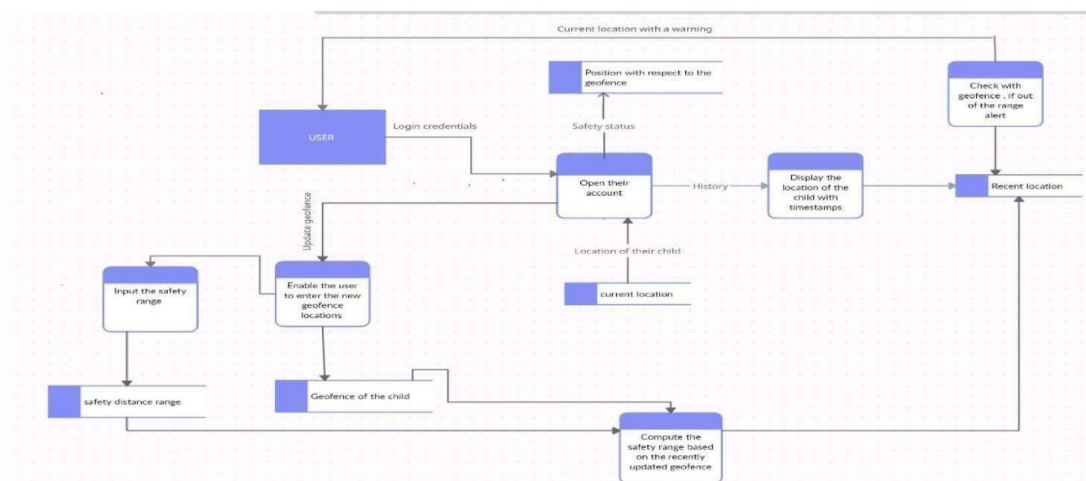 Current location with a warning
Position with respect to the
geofence
Check with
geofence , if out
of the range
alert
USER
Login credentials
Safety status
Open their
account
History
Display the
location of the
child with
timestamps
Recent location
Update geofence
Location of their child
Input the safety
range
Enable the user
to enter the new
geofence
locations
current location
safety distance range
Geofence of the child
Compute the
safety range based
on the recently
updated geofence